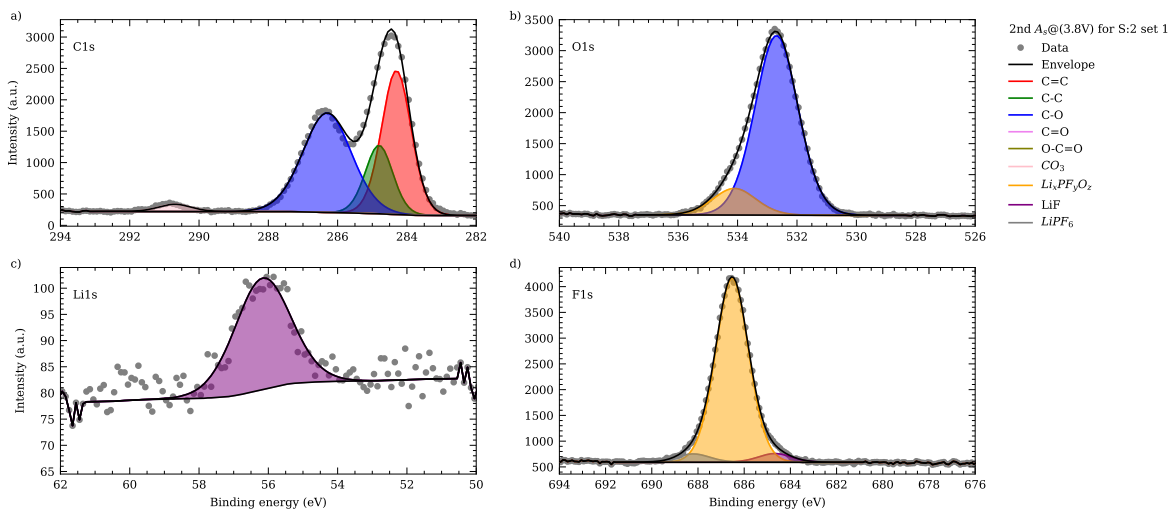 a)
C1s
Intensity (a.u.)
3000
2500
2000
1500
1000
500
0
294
292
290
288
286
284
282
b)
O1s
3500
3000
2500
2000
1500
1000
500
540
538
536
534
532
530
528
526
2nd A_s@(3.8V) for S:2 set 1
Data
Envelope
C=C
C-C
C-O
C=O
O-C=O
CO_3
Li_xPF_yO_z
LiF
LiPF_6
c)
Li1s
Intensity (a.u.)
100
95
90
85
80
75
70
65
62
60
58
56
54
52
50
Binding energy (eV)
d)
F1s
4000
3500
3000
2500
2000
1500
1000
500
694
692
690
688
686
684
682
680
678
676
Binding energy (eV)